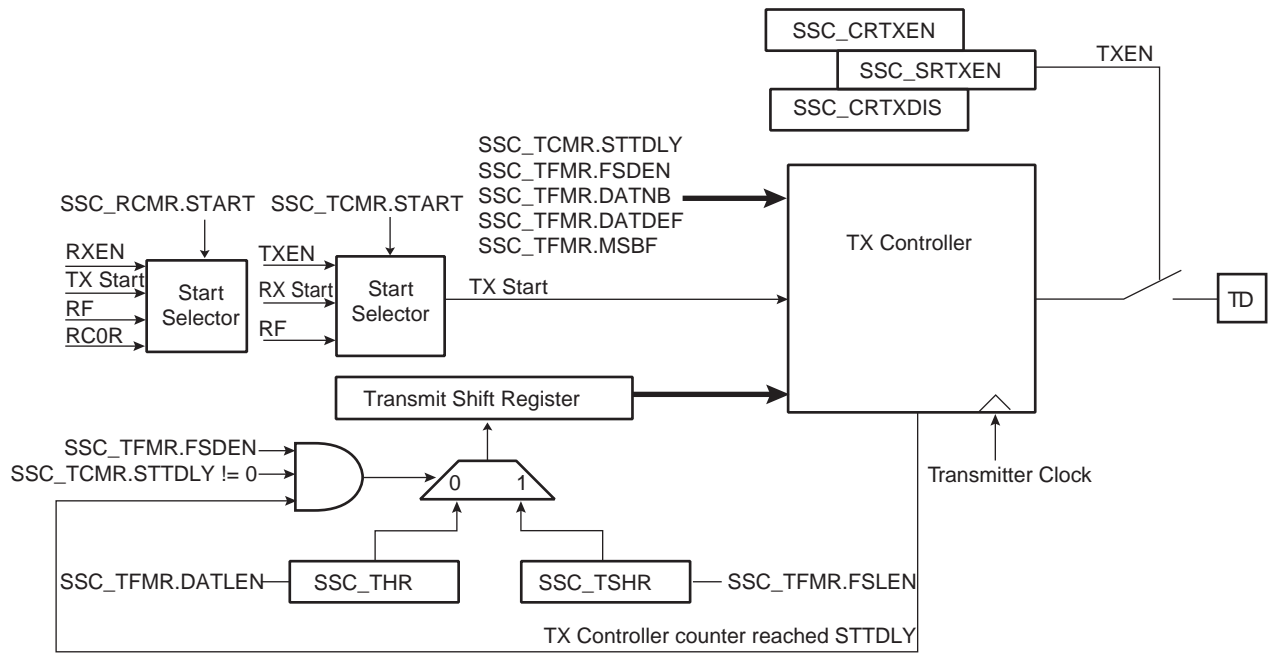 SSC_CRTXEN
SSC_SRTXEN
SSC_CRTXDIS
TXEN
SSC_TCMR.STTDLY
SSC_TFMR.FSDEN
SSC_TFMR.DATNB
SSC_TFMR.DATDEF
SSC_TFMR.MSBF
SSC_RCMR.START
SSC_TCMR.START
RXEN
TX Start
RF
RC0R
Start
Selector
TXEN
RX Start
RF
Start
Selector
TX Start
TX Controller
TD
Transmit Shift Register
SSC_TFMR.FSDEN
SSC_TCMR.STTDLY != 0
0 1
Transmitter Clock
SSC_TFMR.DATLEN
SSC_THR
SSC_TSHR
SSC_TFMR.FSLEN
TX Controller counter reached STTDLY